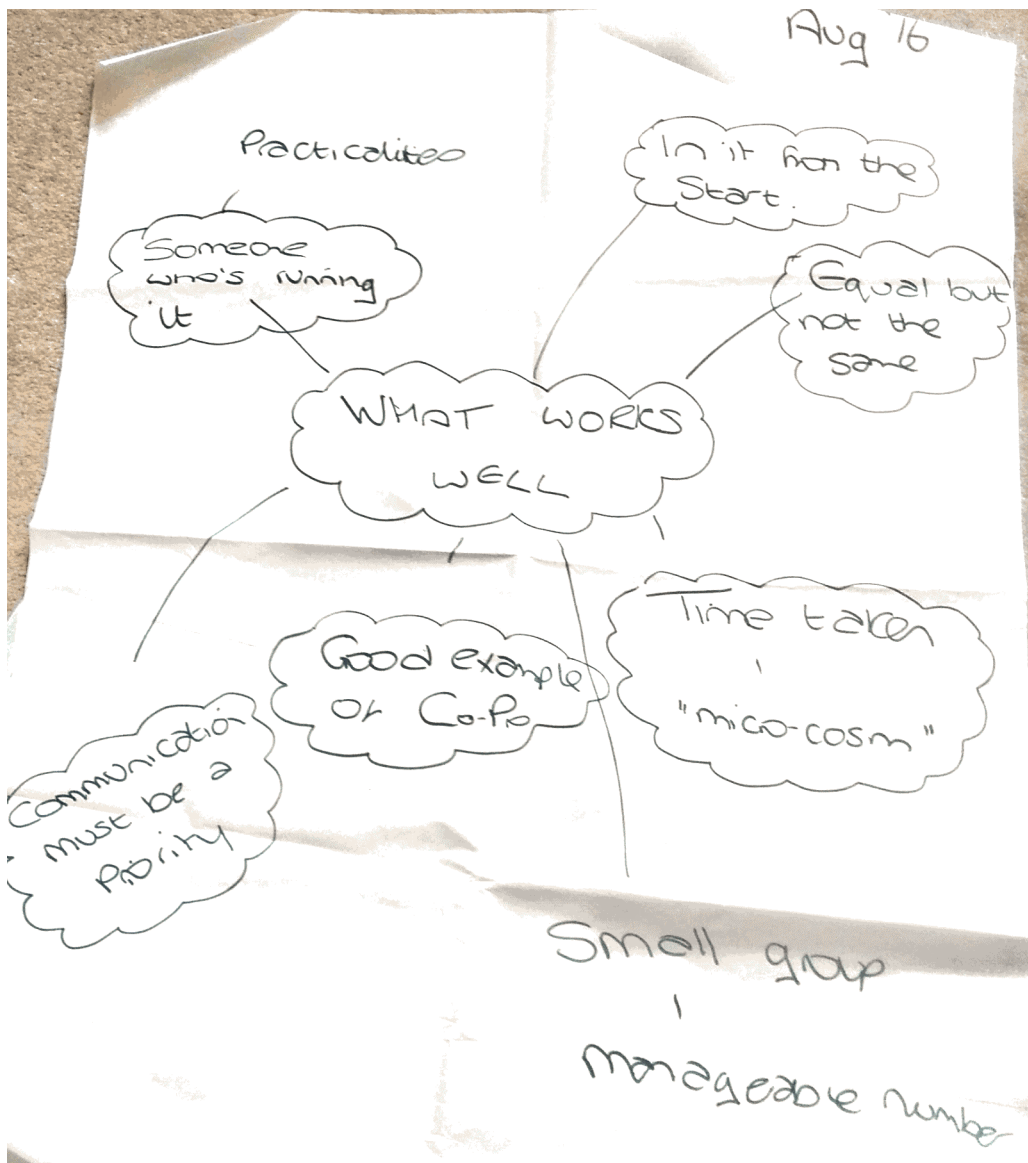 Aug 16
Practicalites
Someone
who's running
it
In it from the
Start.
Equal but
not the
same
WHAT WORKS
WELL
Communication
must be a
Priority
Good example
of Co-Pro
Time taken
"mico-cosm"
Small group
manageable number